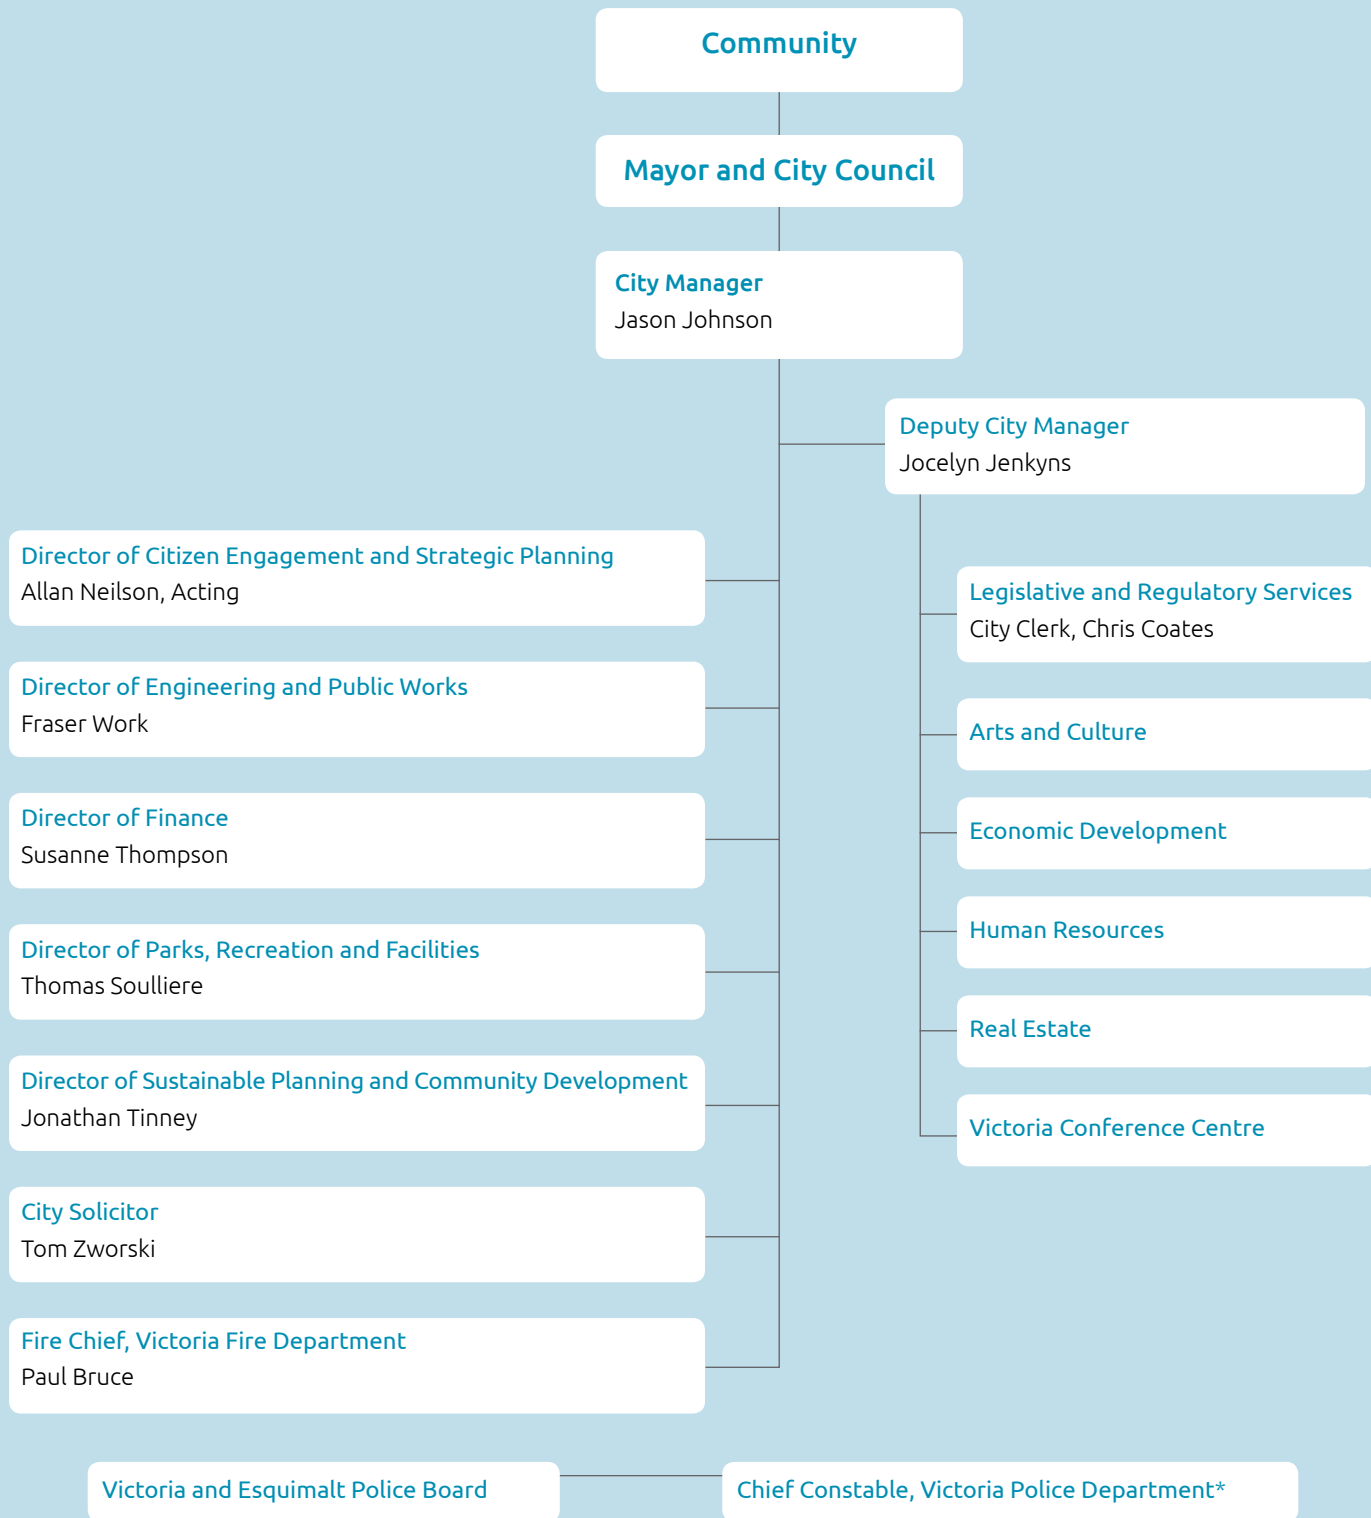 Community
Mayor and City Council
City Manager
Jason Johnson
Deputy City Manager
Jocelyn Jenkyns
Director of Citizen Engagement and Strategic Planning
Allan Neilson, Acting
Director of Engineering and Public Works
Fraser Work
Director of Finance
Susanne Thompson
Director of Parks, Recreation and Facilities
Thomas Soulliere
Director of Sustainable Planning and Community Development
Jonathan Tinney
City Solicitor
Tom Zworski
Fire Chief, Victoria Fire Department
Paul Bruce
Legislative and Regulatory Services
City Clerk, Chris Coates
Arts and Culture
Economic Development
Human Resources
Real Estate
Victoria Conference Centre
Victoria and Esquimalt Police Board
Chief Constable, Victoria Police Department*